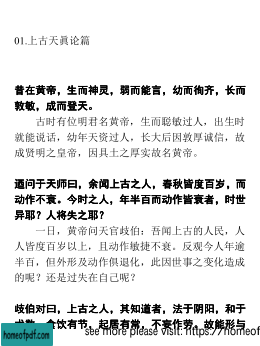 01.上古天真论篇
昔在黄帝，生而神灵，弱而能言，幼而徇齐，长而
敦敏，成而登天。
古时有位明君名黄帝，生而聪敏过人，出生时
就能说话，幼年天资过人，长大后因敦厚诚信，故
成贤明之皇帝，因具土之厚实故名黄帝。
迺问于天师曰，余闻上古之人，春秋皆度百岁，而
动作不衰。今时之人，年半百而动作皆衰者，时世
异耶？人将失之耶？
一日，黄帝问天官歧伯：吾闻上古的人民，人
人皆度百岁以上，且动作敏捷不衰。反观今人年逾
半百，但外形及动作俱退化，此因世事之变化造成
的呢？还是过失在自己呢？
歧伯对曰，上古之人，其知道者，法于阴阳，和于
食饮有节，起居有常，不妄作劳。故能形与
homeofpdf.com
see more please visit: https://homeof